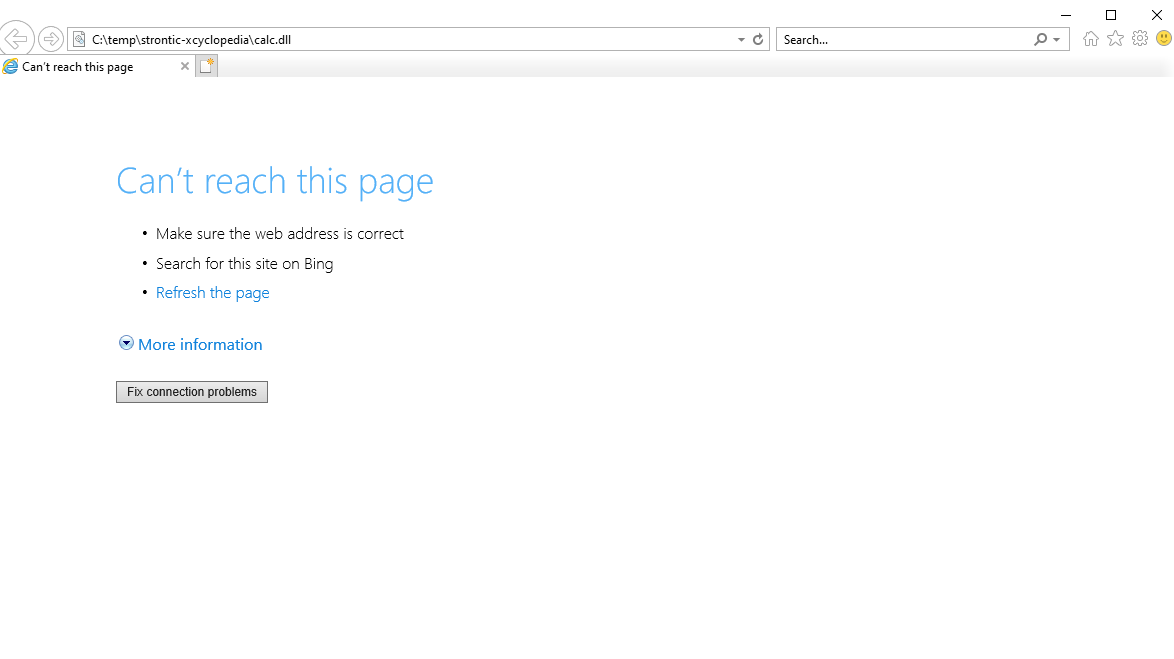 C:\temp\strontic-xcyclopedia\calc.dll
Search...
Can't reach this page
Can't reach this page
• Make sure the web address is correct
• Search for this site on Bing
• Refresh the page
More information
Fix connection problems